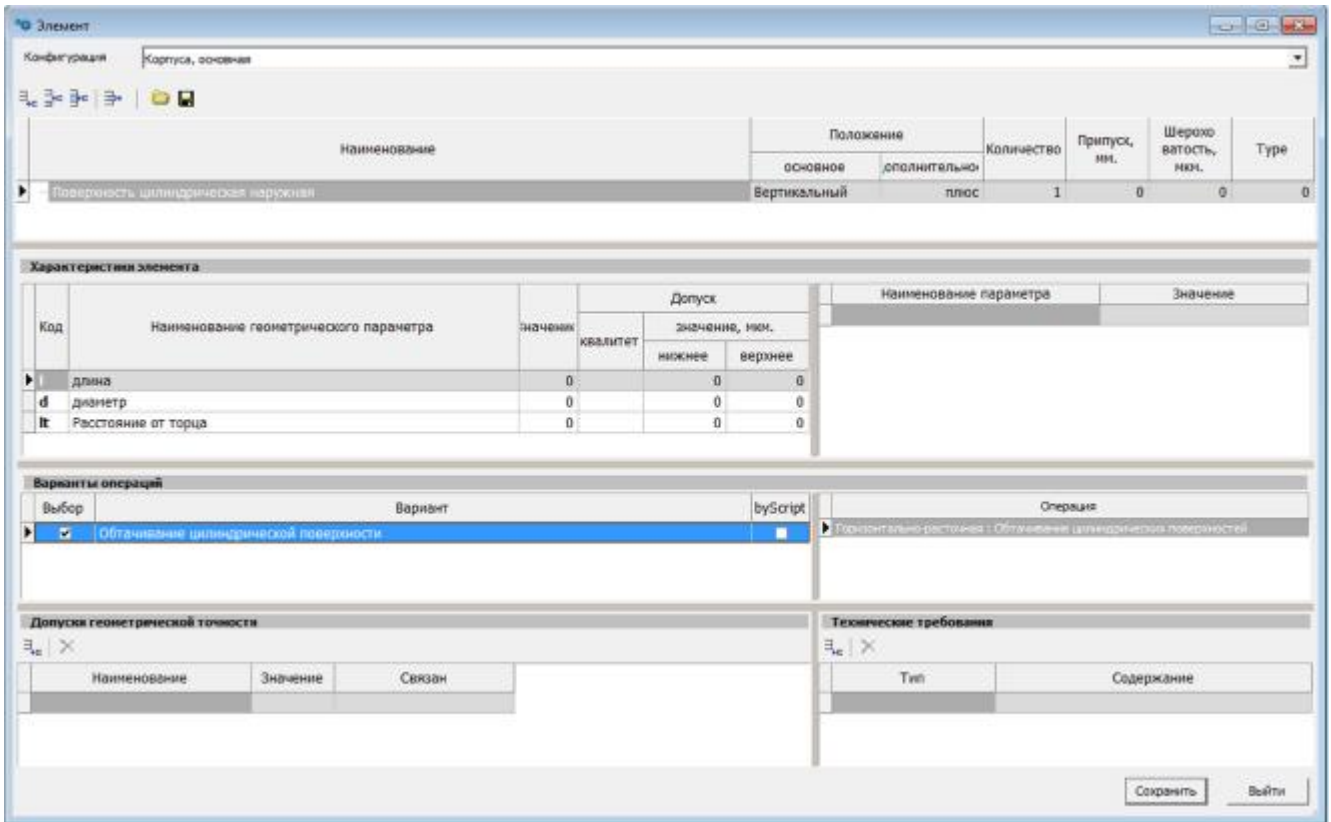 Элемент
Конфигурация Корпуса, основная
Наименование Положение Количество Припуск, мм. Шерохо ватость, мкм. Type
основное дополнительно
Поверхность цилиндрическая наружная Вертикальный плюс 1 0 0 0
Характеристики элемента
Код Наименование геометрического параметра значение Допуск Наименование параметра Значение
квалитет значение, мкм.
нижнее верхнее
l длина 0 0 0
d диаметр 0 0 0
lt Расстояние от торца 0 0 0
Варианты операций
Выбор Вариант byScript Операция
Обтачивание цилиндрической поверхности Горизонтально-расточная : Обтачивание цилиндрических поверхностей
Допуски геометрической точности Технические требования
Наименование Значение Связан Тип Содержание
Сохранить Выйти